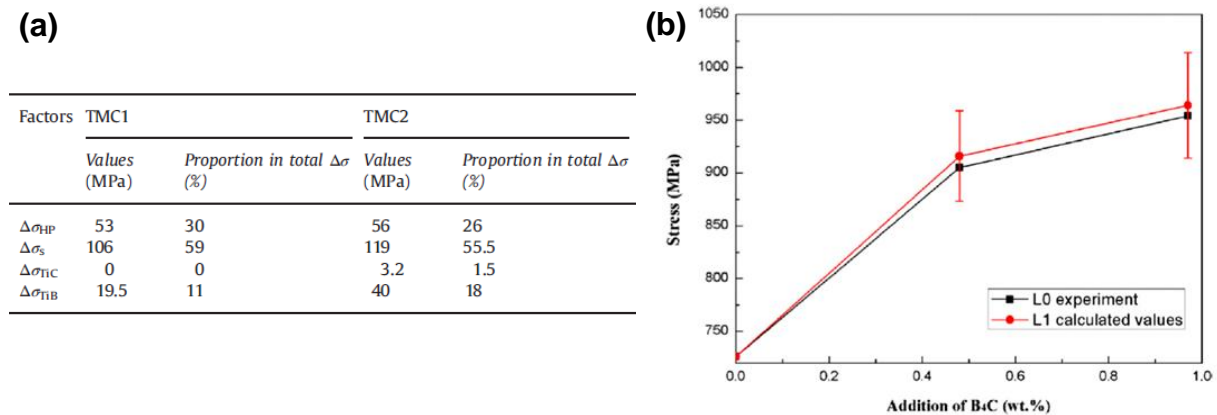 (a)
Factors TMC1 TMC2
Values Proportion in total Δσ Values Proportion in total Δσ
(MPa) (%) (MPa) (%)
ΔσHP 53 30 56 26
Δσs 106 59 119 55.5
ΔσTiC 0 0 3.2 1.5
ΔσTiB 19.5 11 40 18
(b)
1050
1000
950
900
850
800
750
Stress (MPa)
L0 experiment
L1 calculated values
0.0 0.2 0.4 0.6 0.8 1.0
Addition of B4C (wt.%)